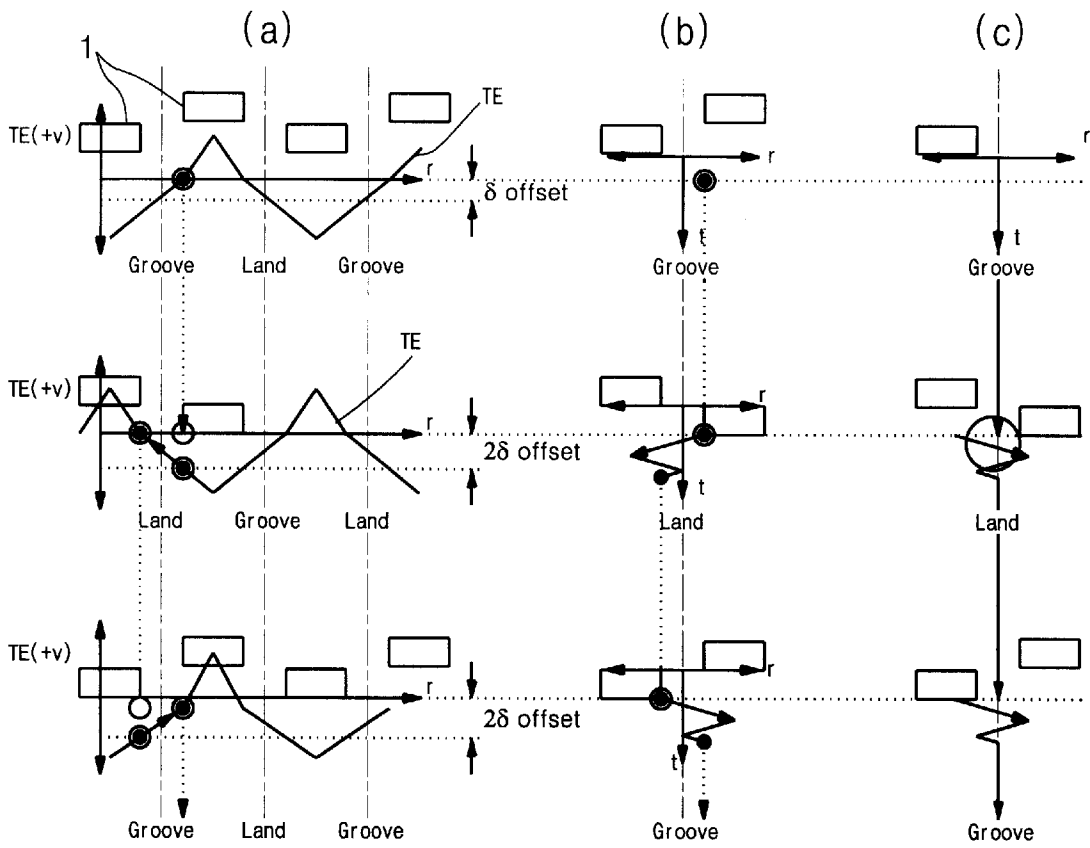 (a) (b) (c)
1
TE
TE(+v)
r
δ offset
r
r
t
t
Groove Land Groove Groove Groove
TE
TE(+v)
r
2δ offset
r
t
Land Groove Land Land Land
TE(+v)
r
2δ offset
r
t
Groove Land Groove Groove Groove